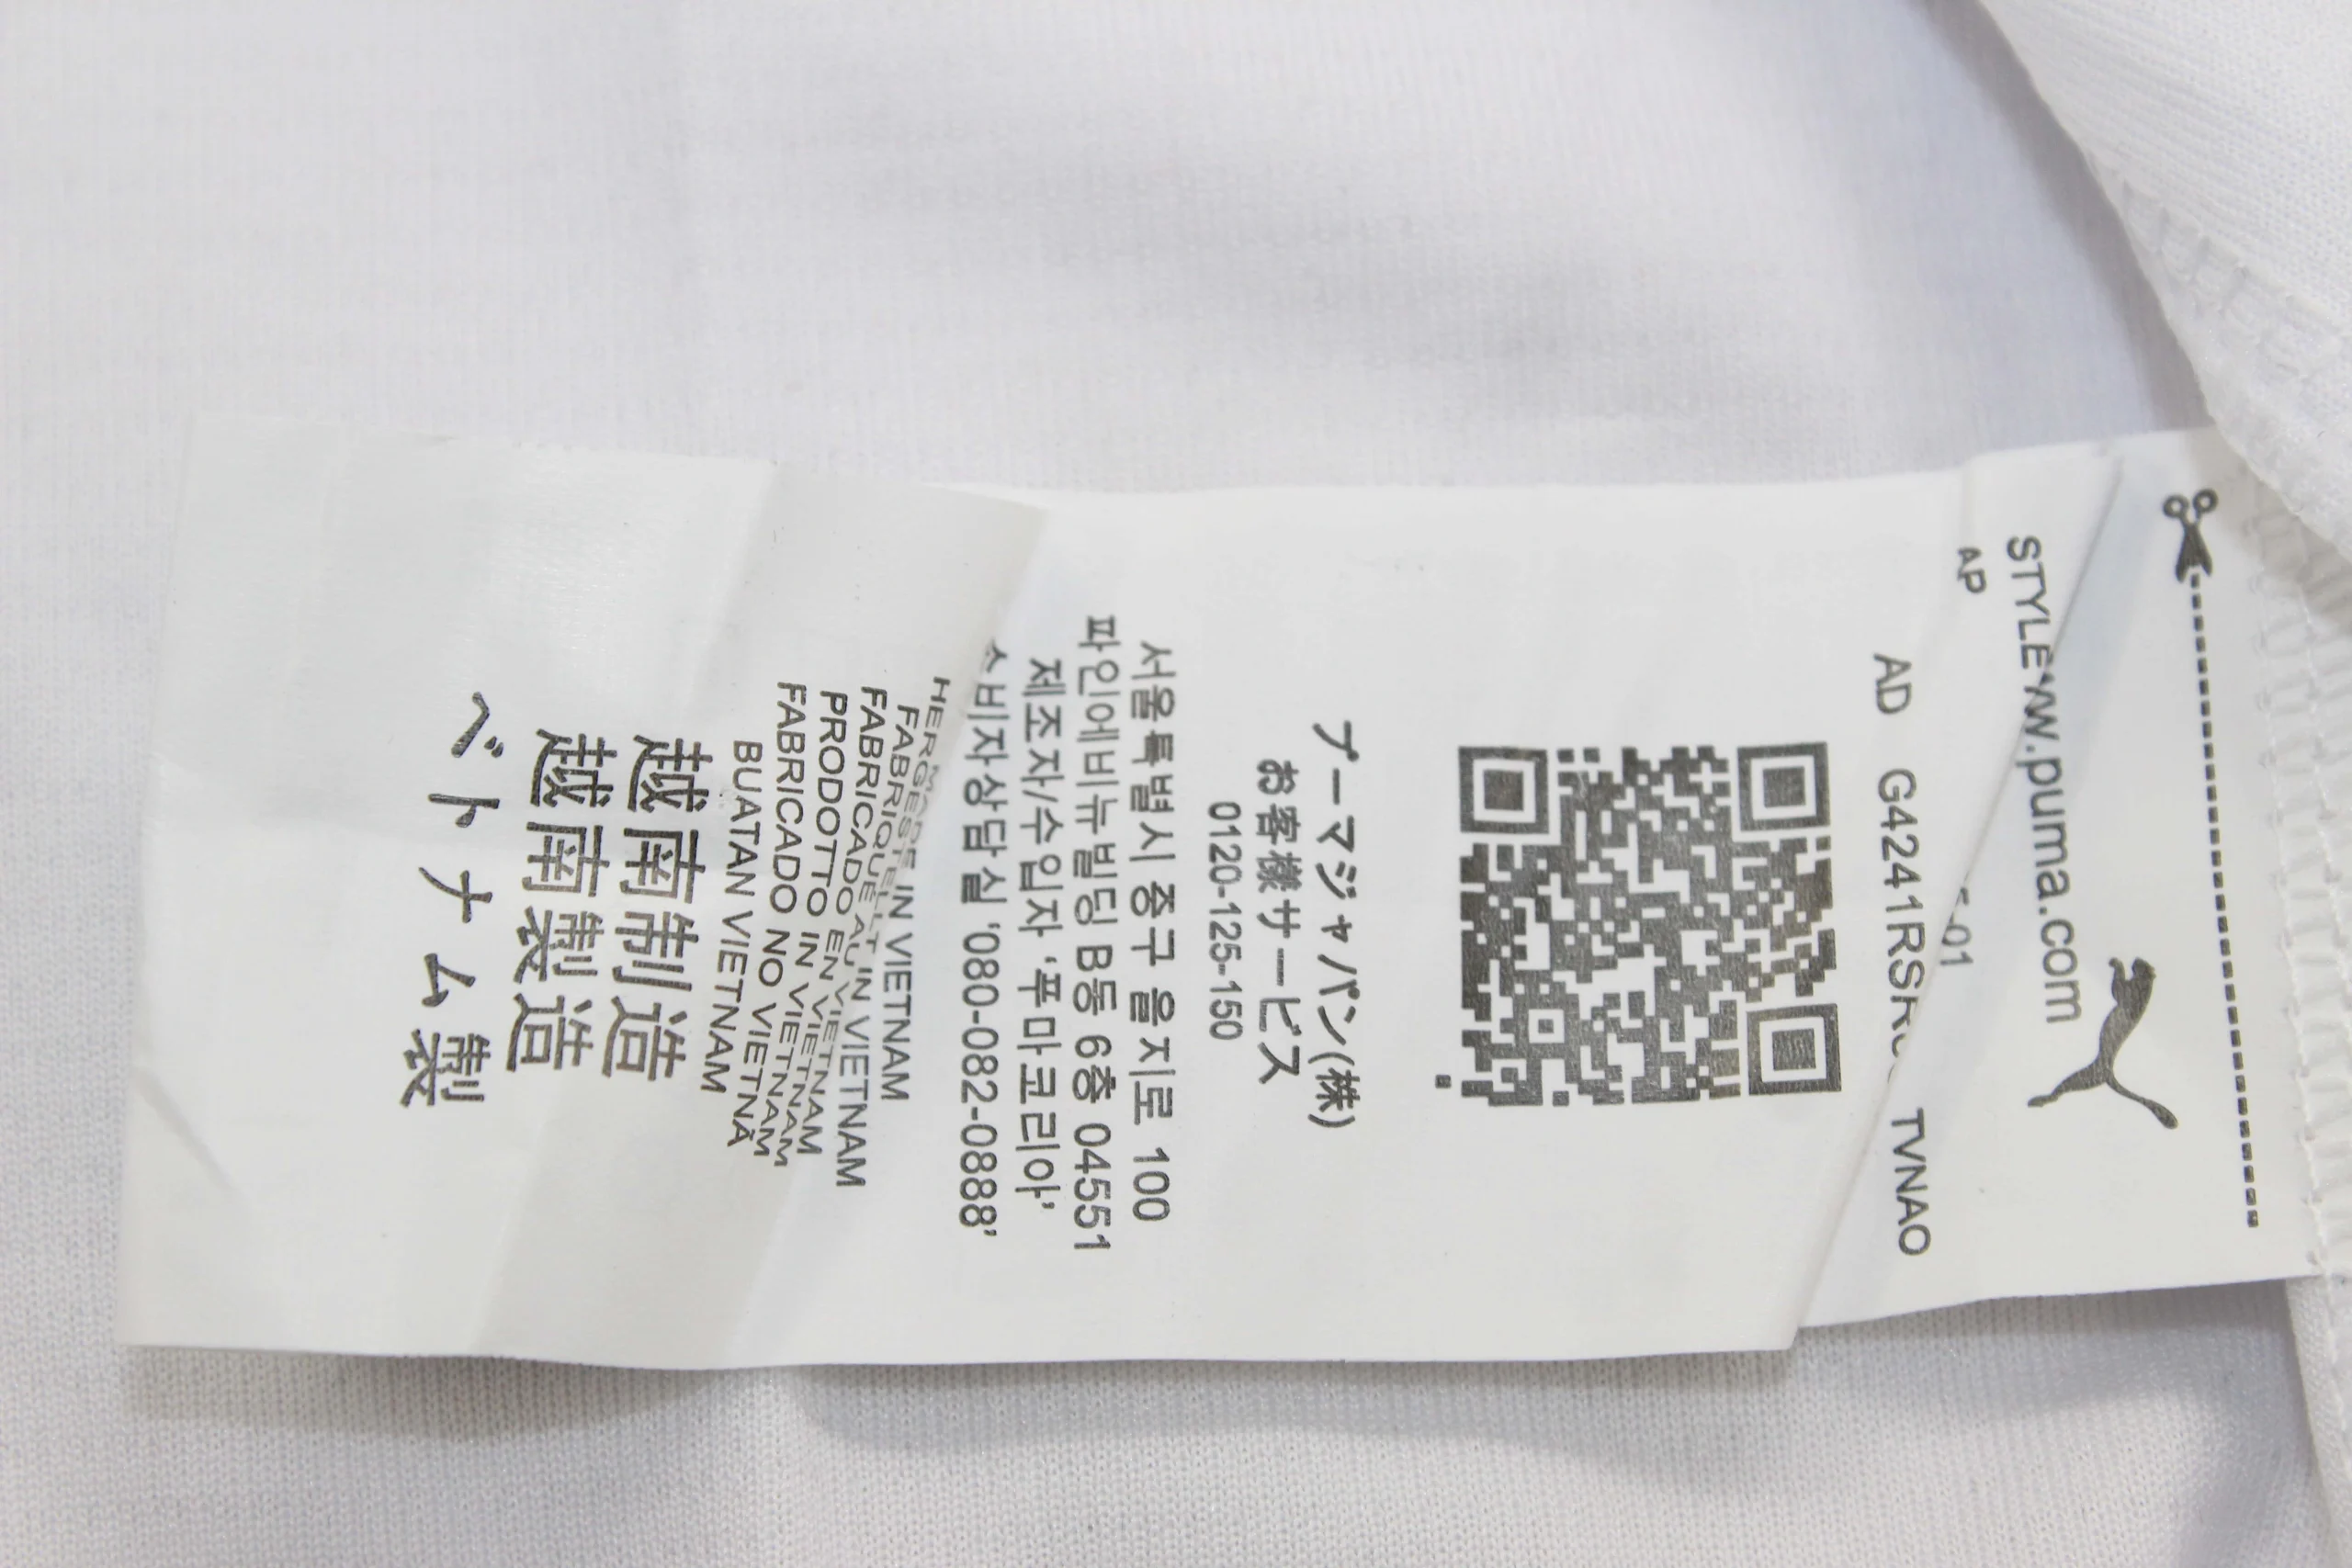 www.puma.com
STYLE
-01
AP
AD G4241RSR TVNAO
プーマジャパン(株)
お客様サービス
0120-125-150
서울특별시 중구 을지로 100
파인에비뉴빌딩 B동 6층 04551
제조자/수입자 '푸마코리아'
소비자상담실 '080-082-0888'
IN VIETNAM
HERGESTELLT IN VIETNAM
FABRIQUE AU VIETNAM
FABRICADO EN VIETNAM
PRODOTTO IN VIETNAM
FABRICADO NO VIETNÃ
BUATAN VIETNAM
越南制造
越南製造
ベトナム製